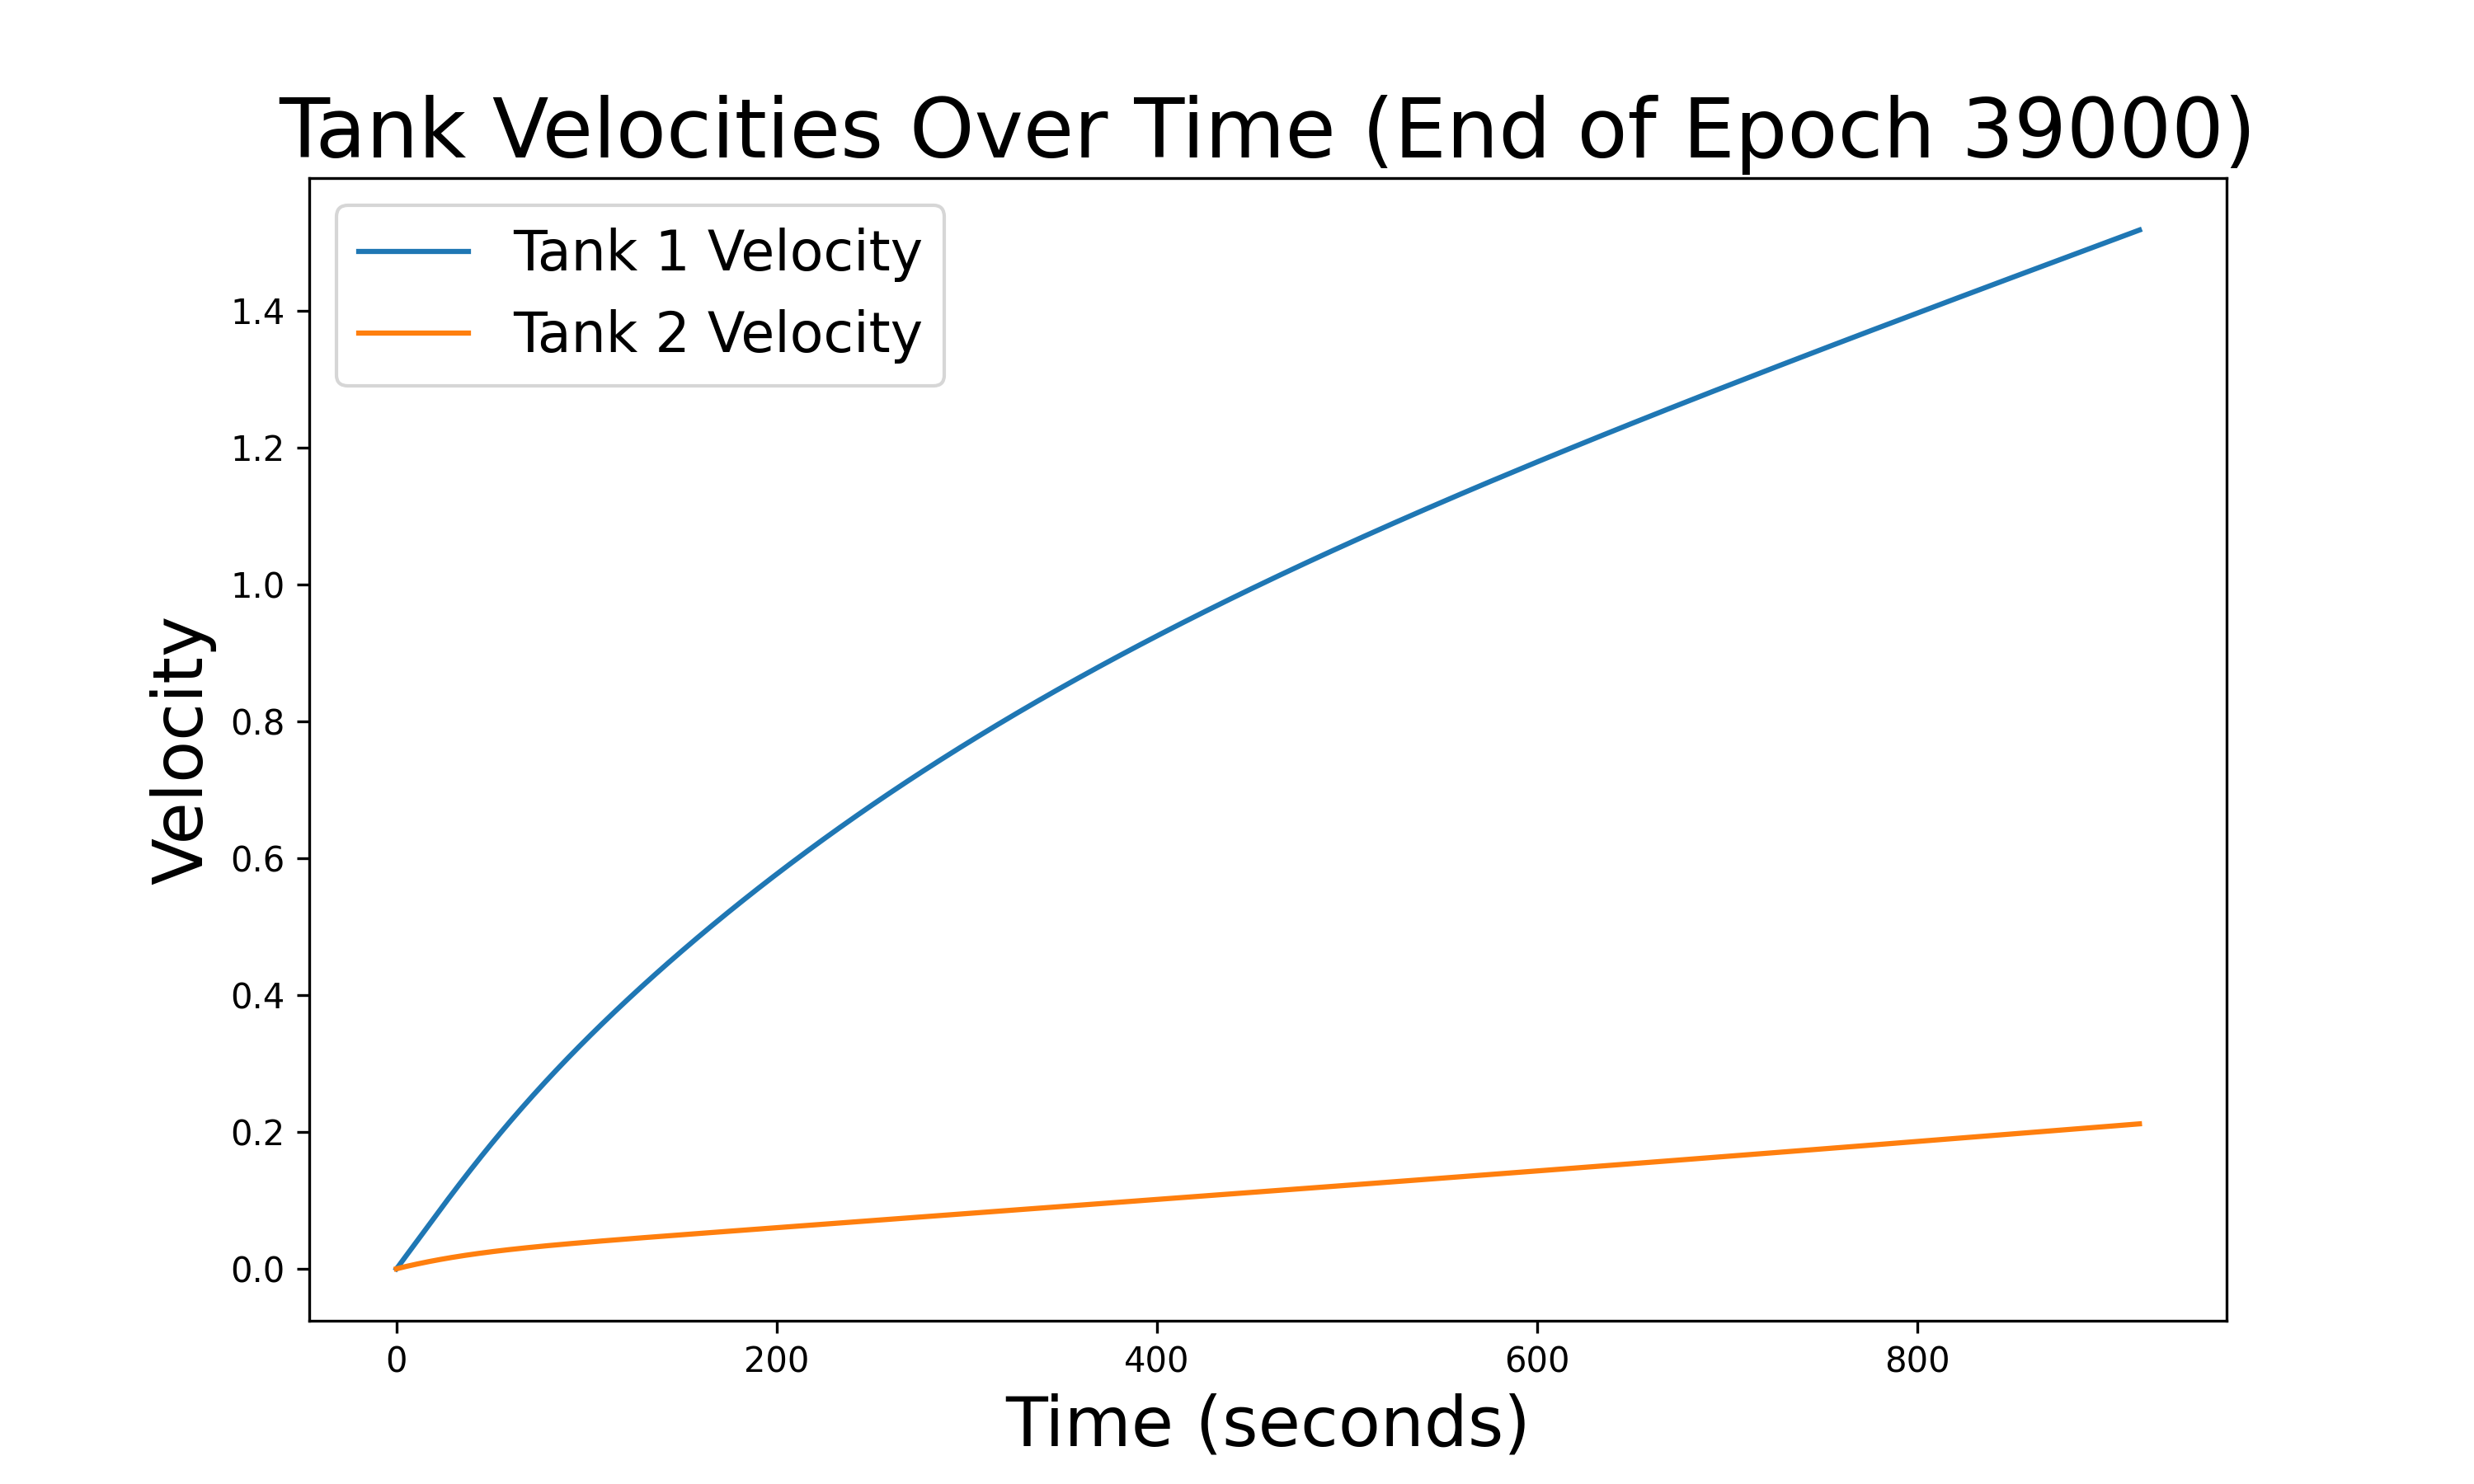 Tank Velocities Over Time (End of Epoch 39000)
Tank 1 Velocity
Tank 2 Velocity
Velocity
1.4
1.2
1.0
0.8
0.6
0.4
0.2
0.0
0 200 400 600 800
Time (seconds)